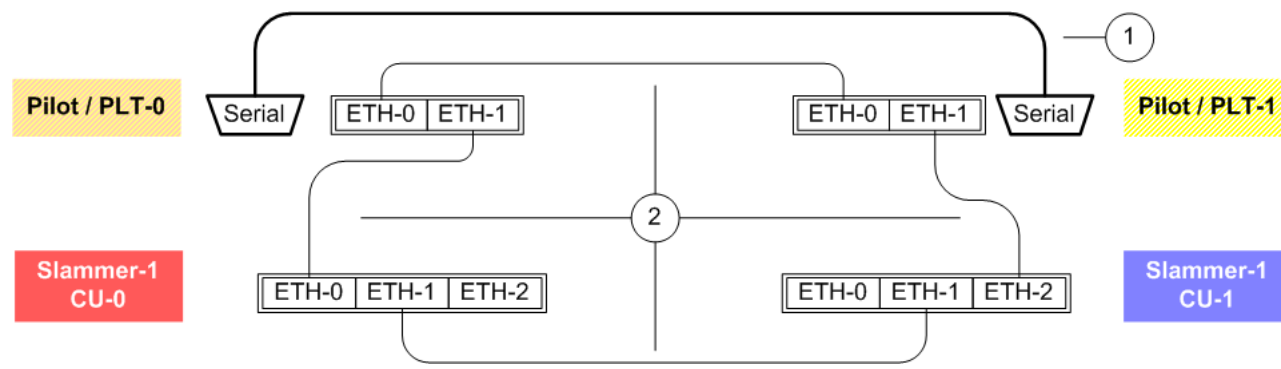 1
Pilot / PLT-0
Serial
ETH-0 ETH-1
ETH-0 ETH-1
Serial
Pilot / PLT-1
2
Slammer-1
CU-0
ETH-0 ETH-1 ETH-2
ETH-0 ETH-1 ETH-2
Slammer-1
CU-1